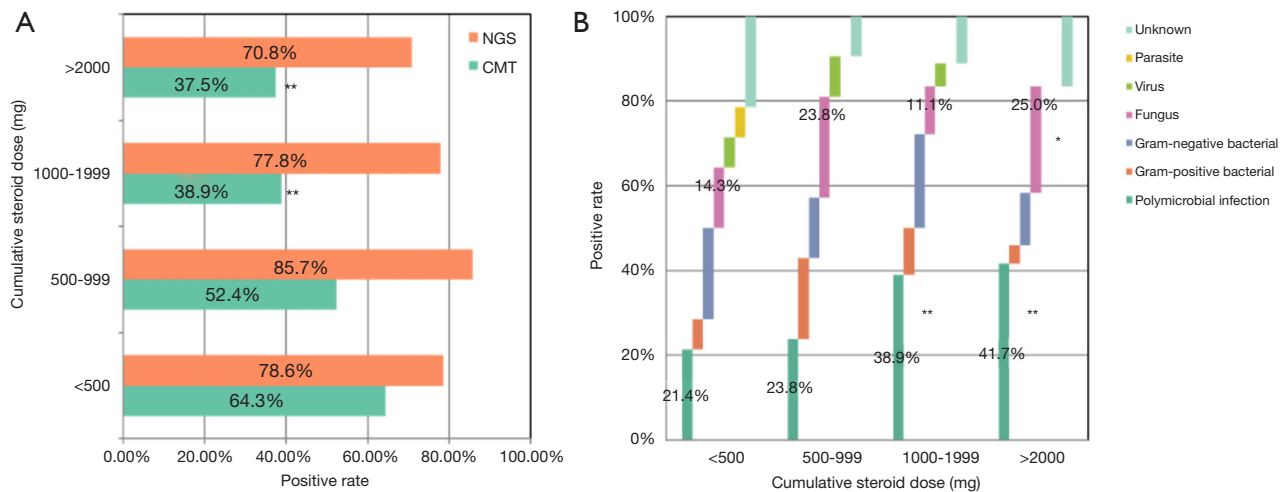 A
Cumulative steroid dose (mg)
>2000
1000-1999
500-999
<500
70.8%
37.5%
**
77.8%
38.9%
**
85.7%
52.4%
78.6%
64.3%
0.00% 20.00% 40.00% 60.00% 80.00% 100.00%
Positive rate
NGS
CMT
B
Positive rate
100%
80%
60%
40%
20%
0%
14.3%
21.4%
23.8%
23.8%
11.1%
**
38.9%
25.0%
*
**
41.7%
<500 500-999 1000-1999 >2000
Cumulative steroid dose (mg)
Unknown
Parasite
Virus
Fungus
Gram-negative bacterial
Gram-positive bacterial
Polymicrobial infection